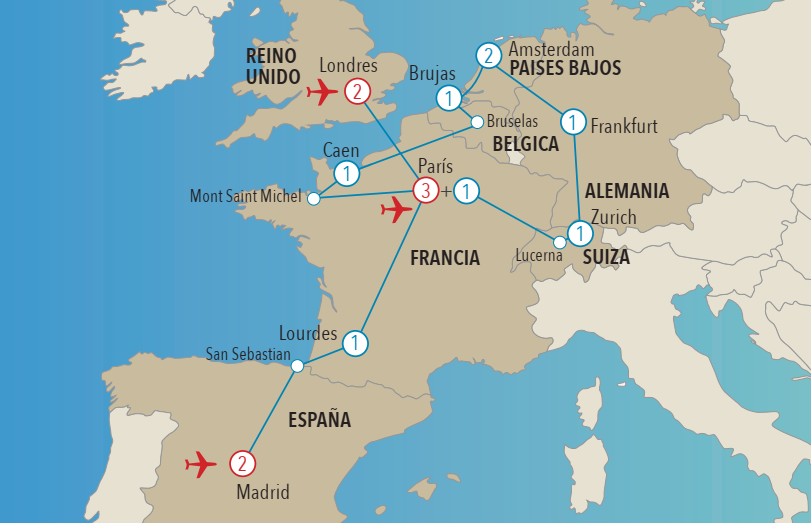 REINO
UNIDO
Londres
2
Brujas
1
2
Amsterdam
PAISES BAJOS
Bruselas
BELGICA
1
Frankfurt
Caen
1
Mont Saint Michel
París
3 + 1
ALEMANIA
Zurich
1
Lucerna
SUIZA
FRANCIA
Lourdes
1
San Sebastian
ESPAÑA
2
Madrid